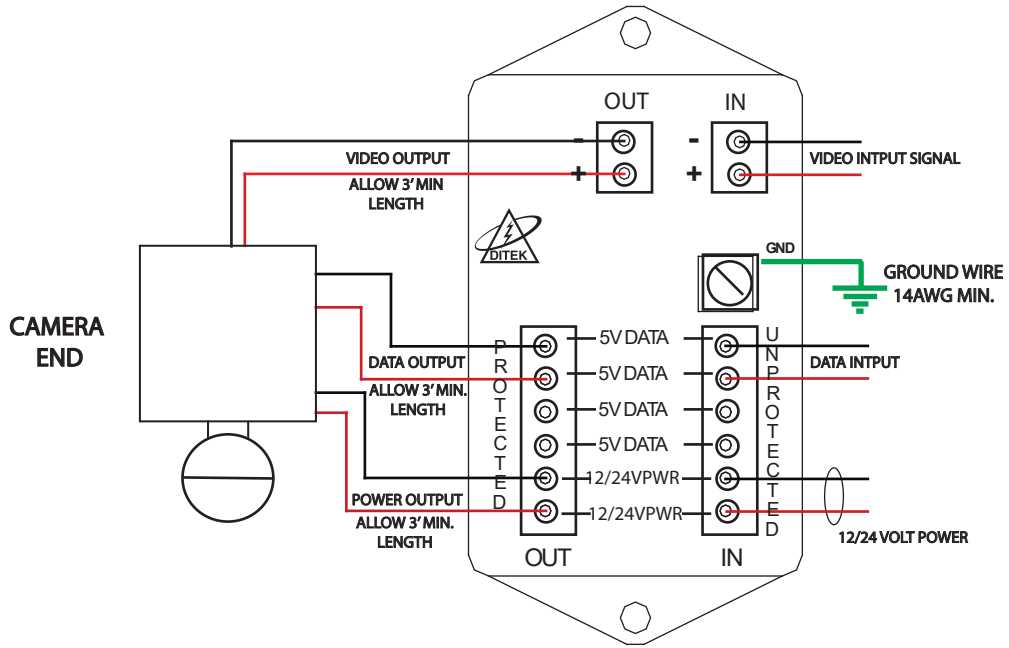 OUT
IN
-
-
VIDEO OUTPUT
VIDEO INTPUT SIGNAL
+
+
ALLOW 3' MIN
LENGTH
DITEK
GND
GROUND WIRE
14AWG MIN.
CAMERA
END
PROTECTED
UNPROTECTED
5V DATA
DATA OUTPUT
DATA INTPUT
5V DATA
ALLOW 3' MIN.
LENGTH
5V DATA
5V DATA
12/24VPWR
POWER OUTPUT
12/24VPWR
ALLOW 3' MIN.
LENGTH
12/24 VOLT POWER
OUT
IN